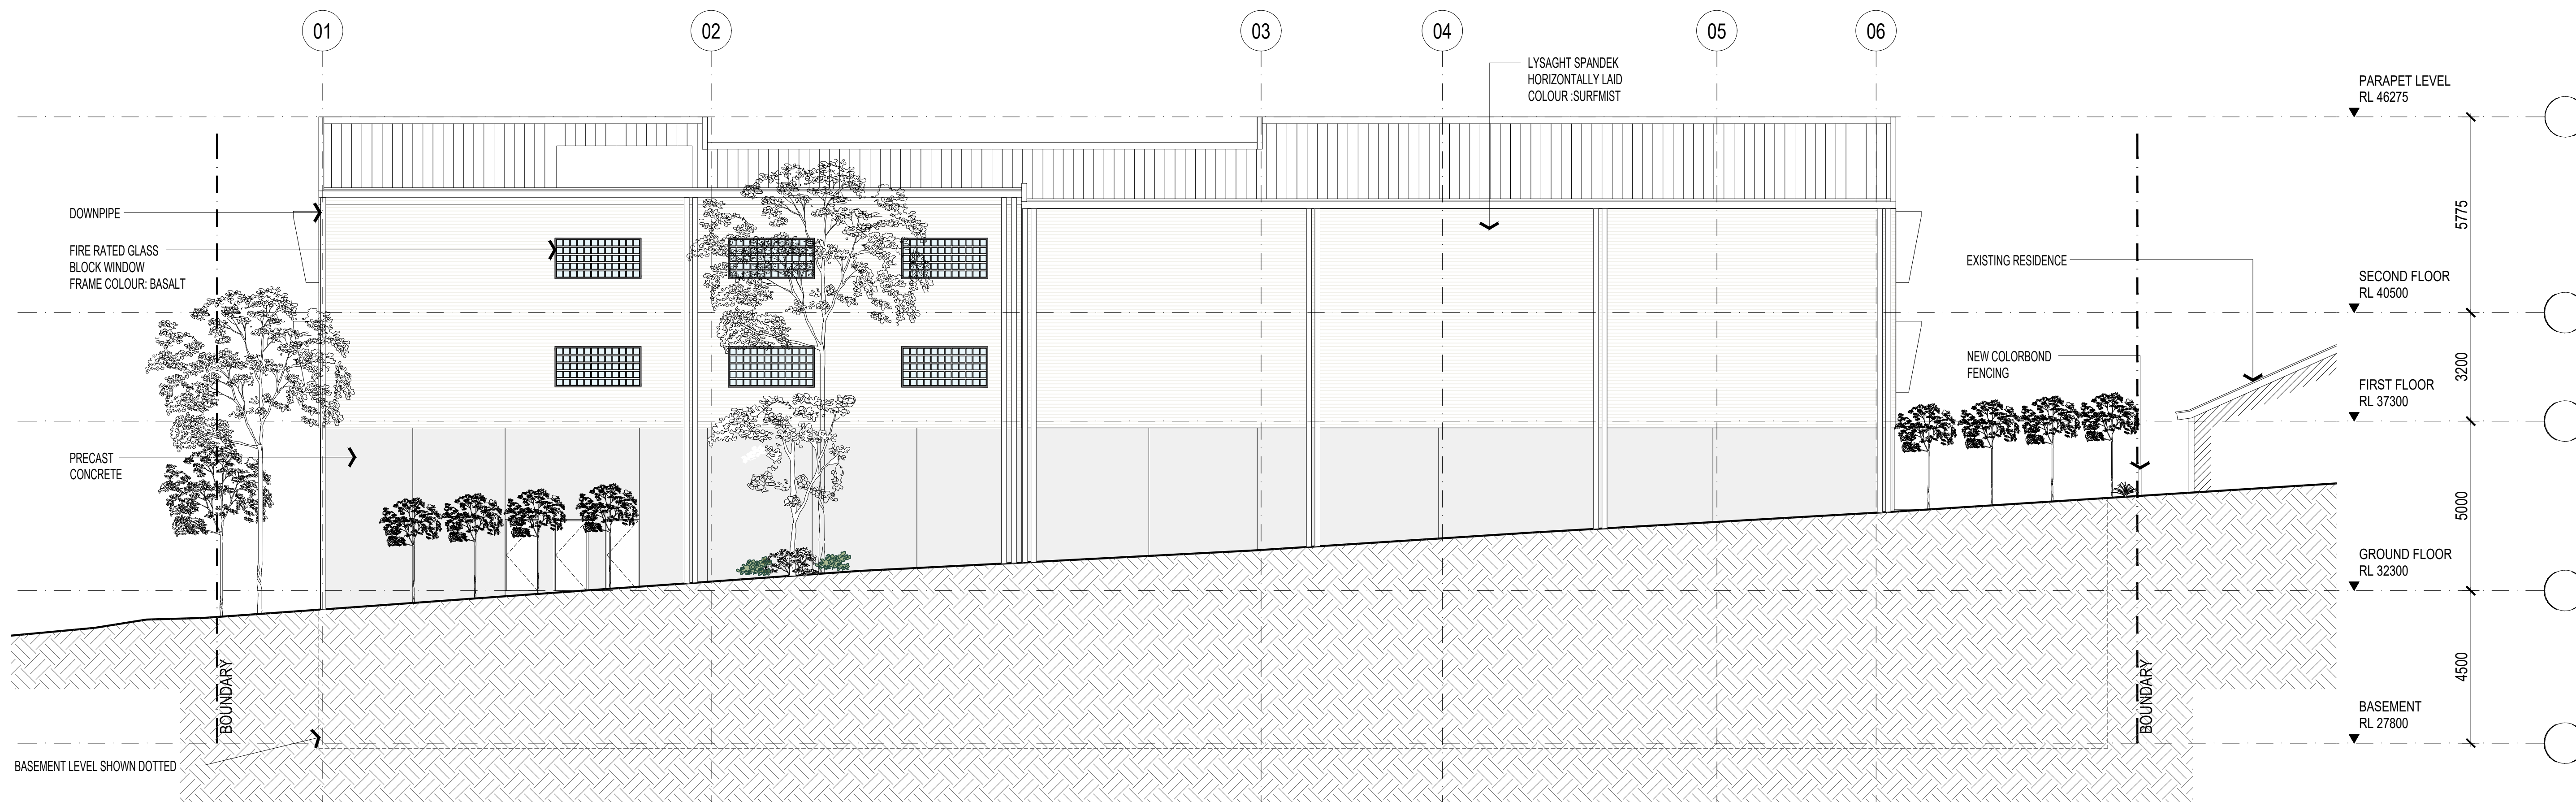 01
02
03
04
05
06
LYSAGHT SPANDEK
HORIZONTALLY LAID
COLOUR :SURFMIST
PARAPET LEVEL
RL 46275
DOWNPIPE
FIRE RATED GLASS
BLOCK WINDOW
FRAME COLOUR: BASALT
5775
EXISTING RESIDENCE
SECOND FLOOR
RL 40500
NEW COLORBOND
FENCING
3200
FIRST FLOOR
RL 37300
PRECAST
CONCRETE
5000
GROUND FLOOR
RL 32300
4500
BOUNDARY
BOUNDARY
BASEMENT
RL 27800
BASEMENT LEVEL SHOWN DOTTED